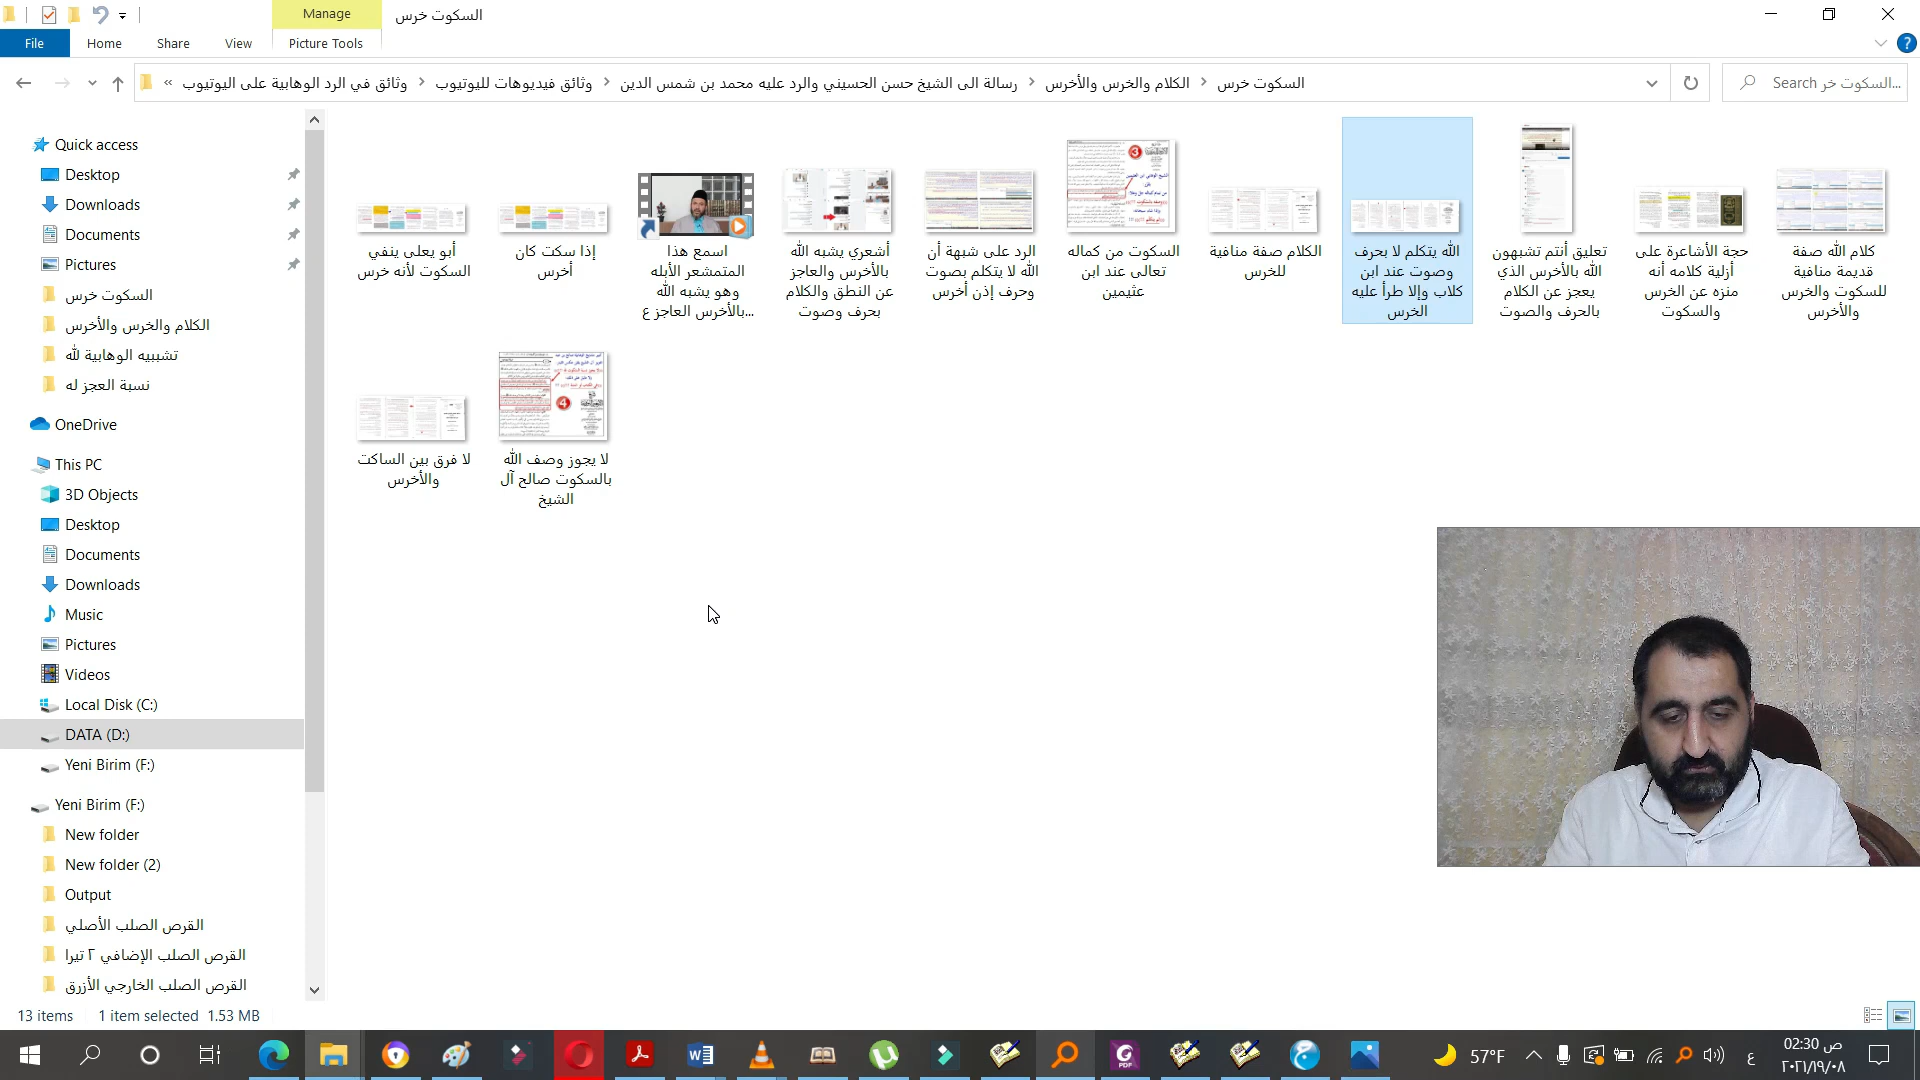 Manage
السكوت خرس
File
Home
Share
View
Picture Tools
« وثائق في الرد الوهابية على اليوتيوب › وثائق فيديوهات لليوتيوب › رسالة الى الشيخ حسن الحسيني والرد عليه محمد بن شمس الدين › الكلام والخرس والأخرس › السكوت خرس
Search السكوت خر...
Quick access
Desktop
Downloads
Documents
Pictures
السكوت خرس
الكلام والخرس والأخرس
تشبييه الوهابية لله
نسبة العجز له
OneDrive
This PC
3D Objects
Desktop
Documents
Downloads
Music
Pictures
Videos
Local Disk (C:)
DATA (D:)
Yeni Birim (F:)
Yeni Birim (F:)
New folder
New folder (2)
Output
القرص الصلب الأصلي
القرص الصلب الإضافي ٢ تيرا
القرص الصلب الخارجي الأزرق
أبو يعلى ينفي
السكوت لأنه خرس
إذا سكت كان
أخرس
اسمع هذا
المتمشعر الأبله
وهو يشبه الله
بالأخرس العاجز ع...
أشعري يشبه الله
بالأخرس والعاجز
عن النطق والكلام
بحرف وصوت
الرد على شبهة أن
الله لا يتكلم بصوت
وحرف إذن أخرس
السكوت من كماله
تعالى عند ابن
عثيمين
الكلام صفة منافية
للخرس
الله يتكلم لا بحرف
وصوت عند ابن
كلاب وإلا طرأ عليه
الخرس
تعليق أنتم تشبهون
الله بالأخرس الذي
يعجز عن الكلام
بالحرف والصوت
حجة الأشاعرة على
أزلية كلامه أنه
منزه عن الخرس
والسكوت
كلام الله صفة
قديمة منافية
للسكوت والخرس
والأخرس
لا فرق بين الساكت
والأخرس
لا يجوز وصف الله
بالسكوت صالح آل
الشيخ
13 items
1 item selected 1.53 MB
57°F
ع
02:30 ص
٢٠٢١/١٩/٠٨